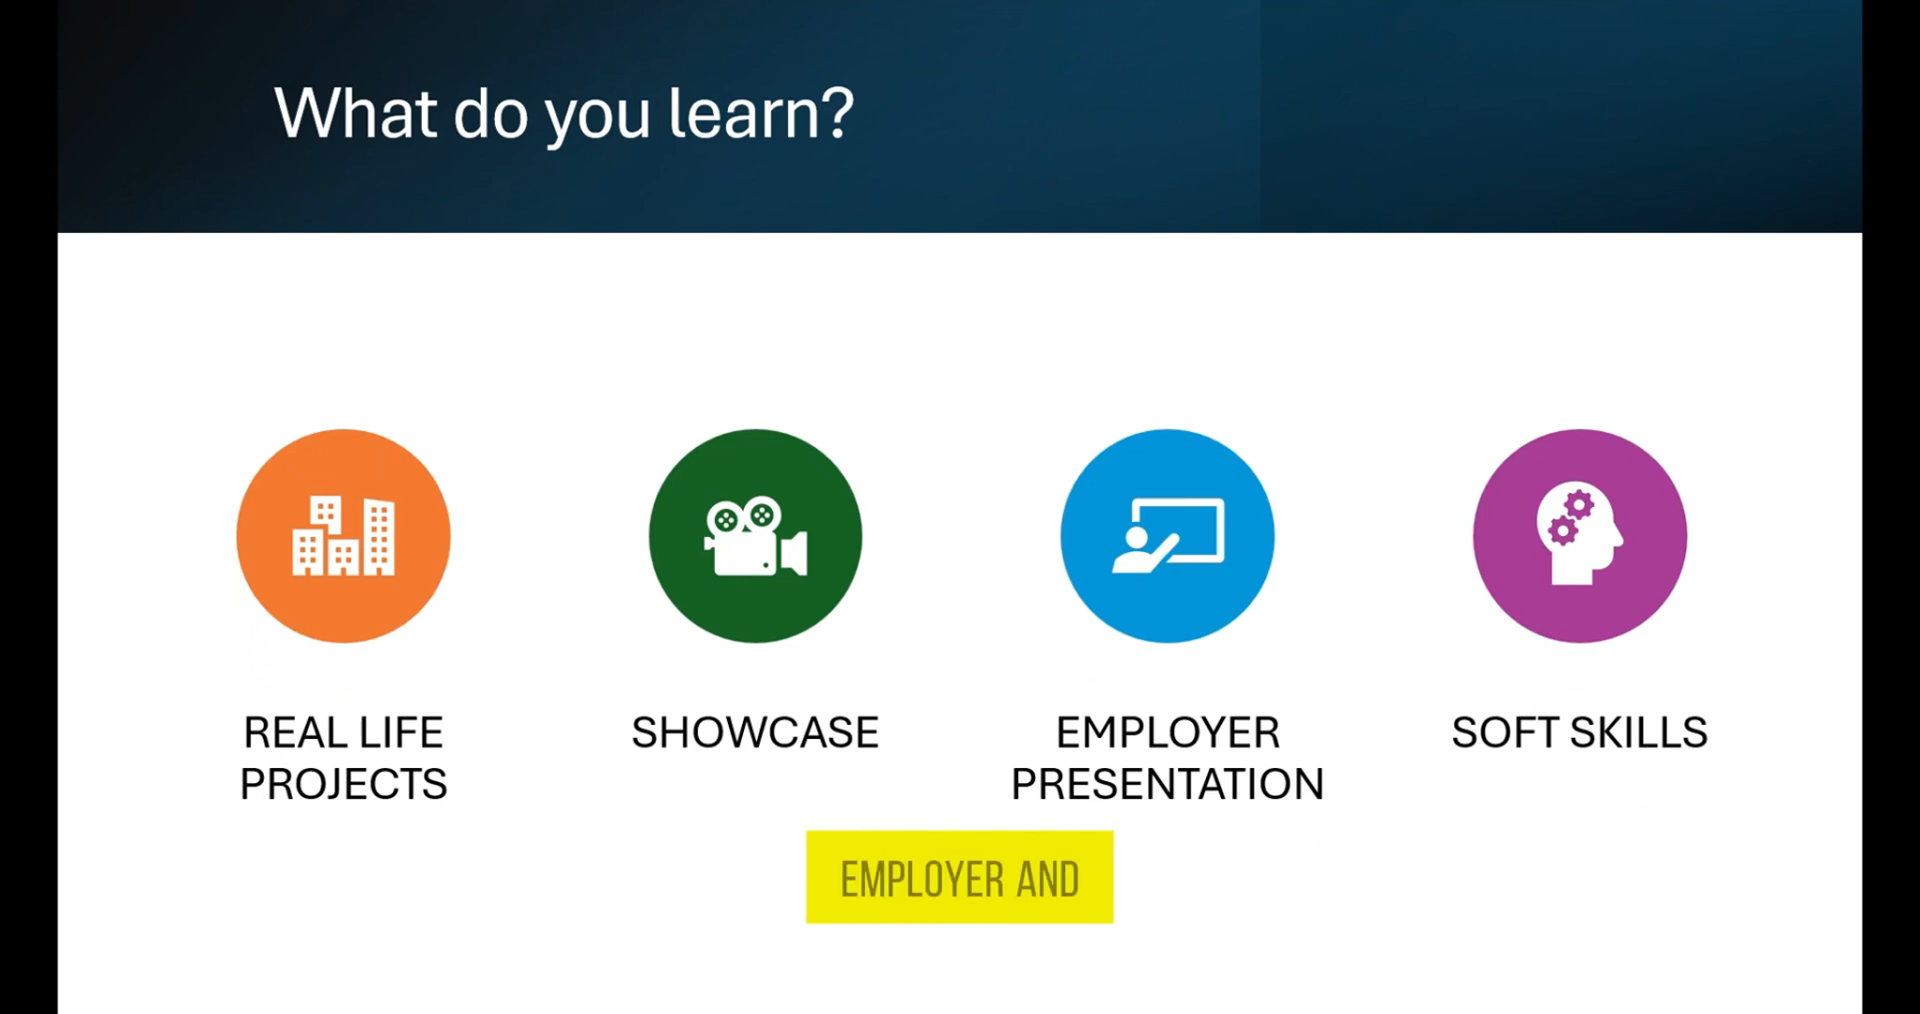 What do you learn?
REAL LIFE
PROJECTS
SHOWCASE
EMPLOYER
PRESENTATION
SOFT SKILLS
EMPLOYER AND